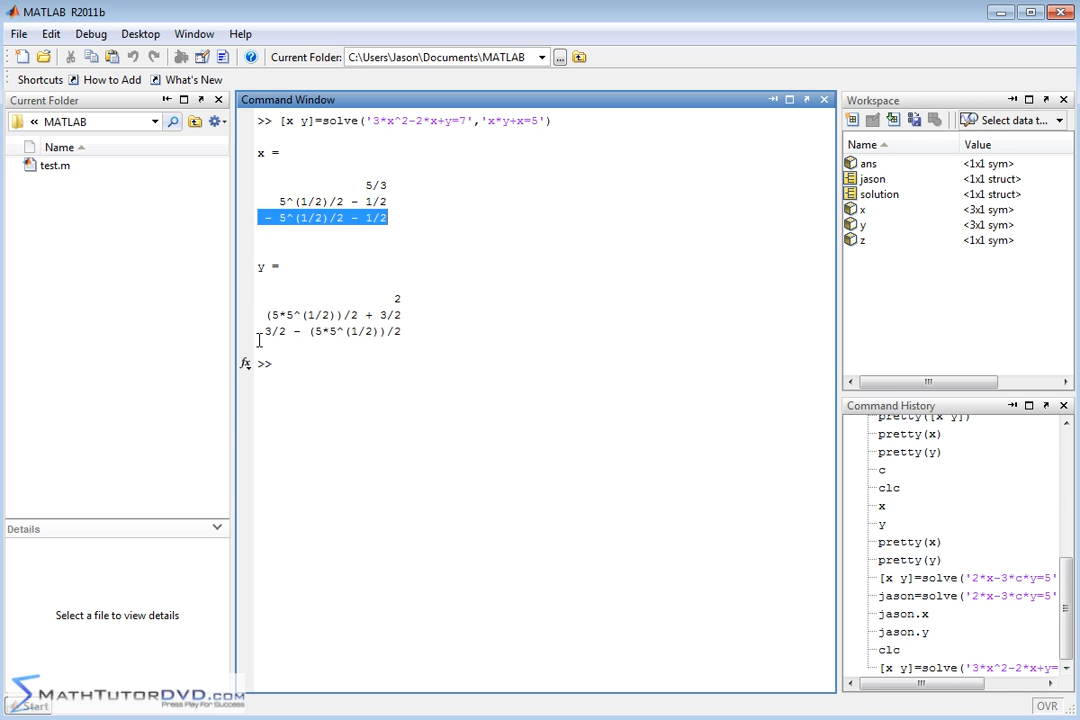 MATLAB R2011b
File Edit Debug Desktop Window Help
Current Folder: C:\Users\Jason\Documents\MATLAB ...
Shortcuts How to Add What's New
Current Folder
« MATLAB
Name
test.m
Details
Select a file to view details
Start
MATHTUTORDVD.COM
Press Play For Success
Command Window
>> [x y]=solve('3*x^2-2*x+y=7','x*y+x=5')
x =
5/3
5^(1/2)/2 - 1/2
- 5^(1/2)/2 - 1/2
y =
2
(5*5^(1/2))/2 + 3/2
3/2 - (5*5^(1/2))/2
fx >>
Workspace
Select data t...
Name Value
ans <1x1 sym>
jason <1x1 struct>
solution <1x1 struct>
x <3x1 sym>
y <3x1 sym>
z <1x1 sym>
Command History
pretty([x y])
pretty(x)
pretty(y)
c
clc
x
y
pretty(x)
pretty(y)
[x y]=solve('2*x-3*c*y=5'
jason=solve('2*x-3*c*y=5'
jason.x
jason.y
clc
[x y]=solve('3*x^2-2*x+y=
OVR